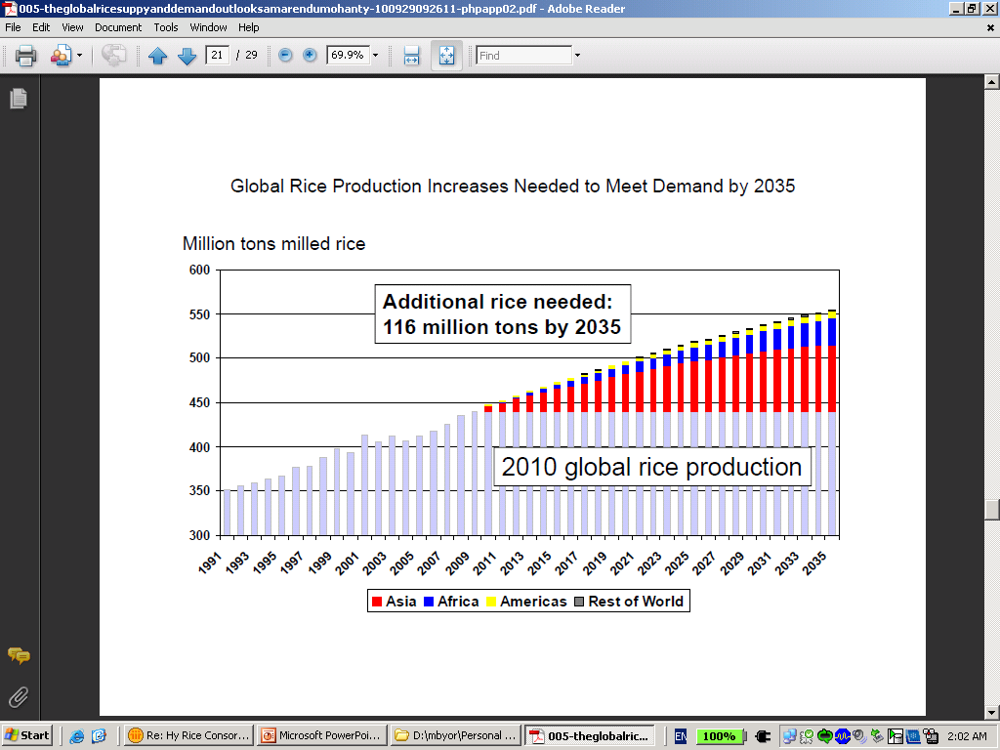 005-theglobalricesuppyanddemandoutlooksamarendumohanty-100929092611-phpapp02.pdf - Adobe Reader
File Edit View Document Tools Window Help
21 / 29 69.9% Find
Global Rice Production Increases Needed to Meet Demand by 2035
Million tons milled rice
600
Additional rice needed:
116 million tons by 2035
550
500
450
400
2010 global rice production
350
300
1991 1993 1995 1997 1999 2001 2003 2005 2007 2009 2011 2013 2015 2017 2019 2021 2023 2025 2027 2029 2031 2033 2035
Asia Africa Americas Rest of World
Start Re: Hy Rice Consor... Microsoft PowerPoi... D:\mbyor\Personal ... 005-theglobalric... EN 100% 2:02 AM